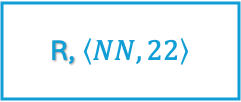 R, ⟨NN, 22⟩